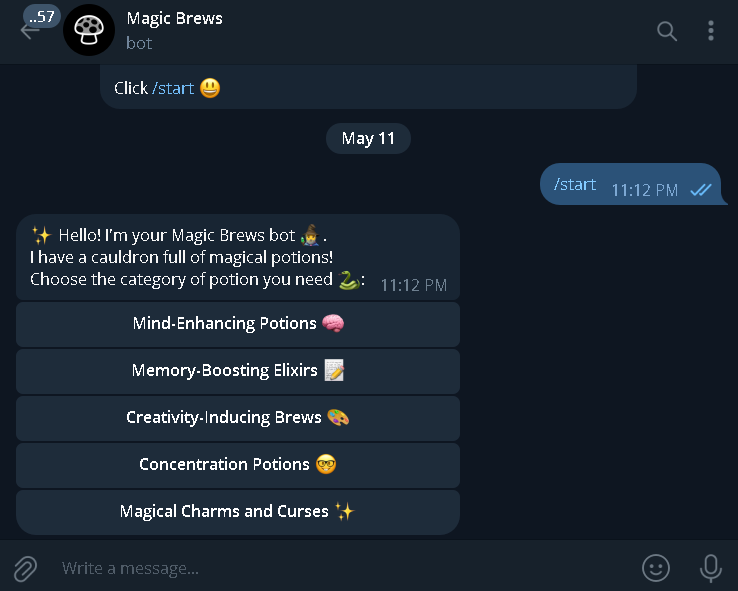 ..57
Magic Brews
bot
Click /start 😃
May 11
/start 11:12 PM
✨ Hello! I'm your Magic Brews bot 🧙‍♀️ .
I have a cauldron full of magical potions!
Choose the category of potion you need 🐍: 11:12 PM
Mind-Enhancing Potions 🧠
Memory-Boosting Elixirs 📝
Creativity-Inducing Brews 🎨
Concentration Potions 🤓
Magical Charms and Curses ✨
Write a message...